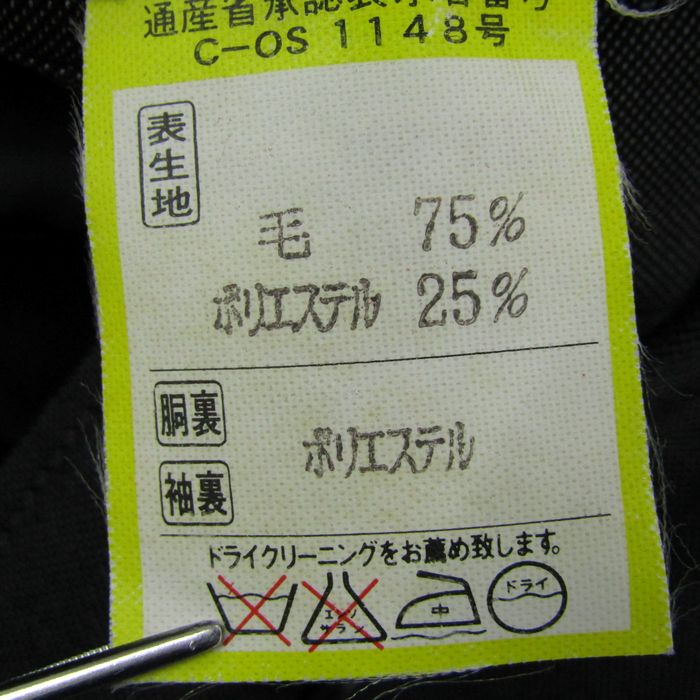 通産省承認表示者番号
C-OS 1148号
表生地
毛 75%
ポリエステル 25%
胴裏
ポリエステル
袖裏
ドライクリーニングをお薦め致します。
エンソ
サラシ
中
ドライ